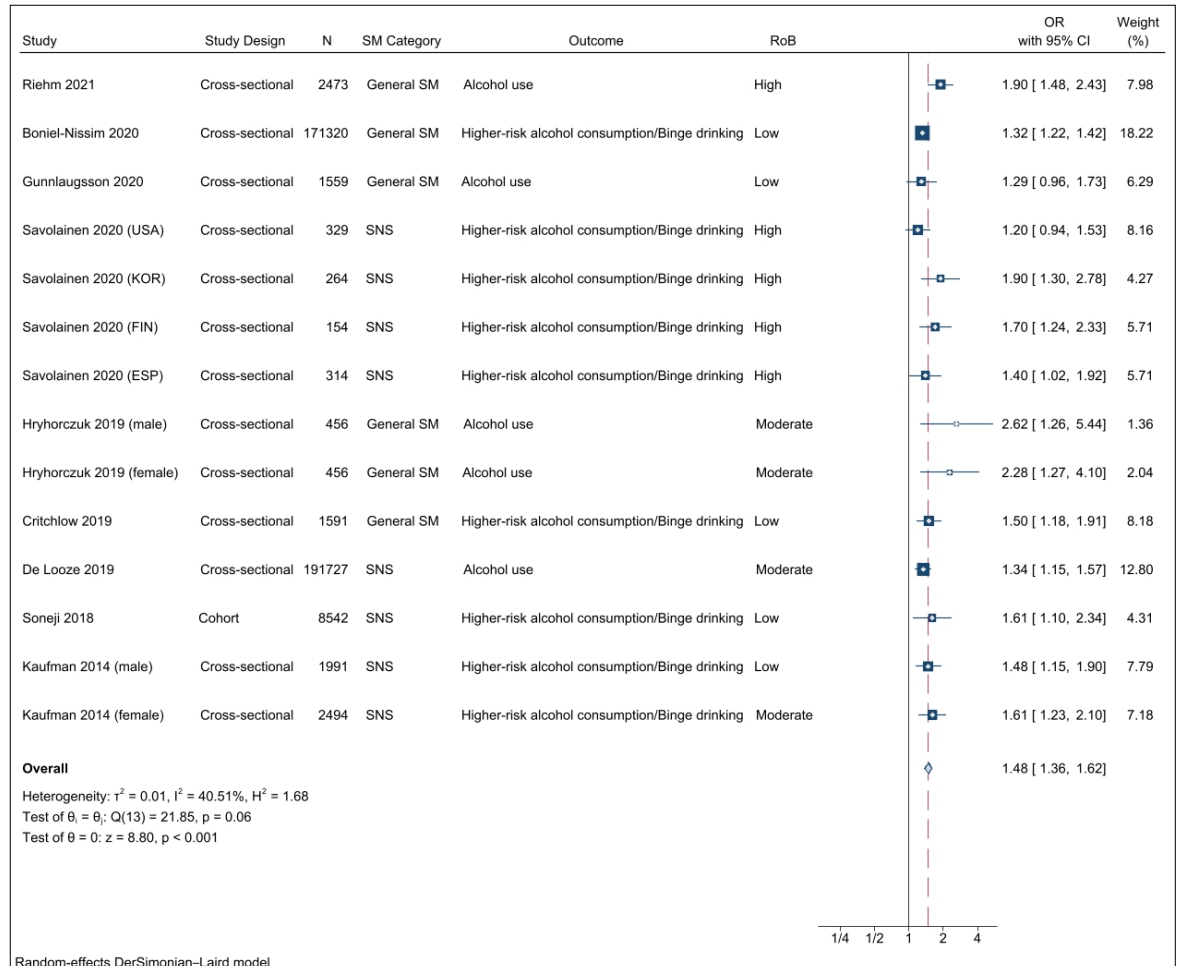 OR Weight
Study Study Design N SM Category Outcome RoB with 95% CI (%)
Riehm 2021 Cross-sectional 2473 General SM Alcohol use High 1.90 [ 1.48, 2.43] 7.98
Boniel-Nissim 2020 Cross-sectional 171320 General SM Higher-risk alcohol consumption/Binge drinking Low 1.32 [ 1.22, 1.42] 18.22
Gunnlaugsson 2020 Cross-sectional 1559 General SM Alcohol use Low 1.29 [ 0.96, 1.73] 6.29
Savolainen 2020 (USA) Cross-sectional 329 SNS Higher-risk alcohol consumption/Binge drinking High 1.20 [ 0.94, 1.53] 8.16
Savolainen 2020 (KOR) Cross-sectional 264 SNS Higher-risk alcohol consumption/Binge drinking High 1.90 [ 1.30, 2.78] 4.27
Savolainen 2020 (FIN) Cross-sectional 154 SNS Higher-risk alcohol consumption/Binge drinking High 1.70 [ 1.24, 2.33] 5.71
Savolainen 2020 (ESP) Cross-sectional 314 SNS Higher-risk alcohol consumption/Binge drinking High 1.40 [ 1.02, 1.92] 5.71
Hryhorczuk 2019 (male) Cross-sectional 456 General SM Alcohol use Moderate 2.62 [ 1.26, 5.44] 1.36
Hryhorczuk 2019 (female) Cross-sectional 456 General SM Alcohol use Moderate 2.28 [ 1.27, 4.10] 2.04
Critchlow 2019 Cross-sectional 1591 General SM Higher-risk alcohol consumption/Binge drinking Low 1.50 [ 1.18, 1.91] 8.18
De Looze 2019 Cross-sectional 191727 SNS Alcohol use Moderate 1.34 [ 1.15, 1.57] 12.80
Soneji 2018 Cohort 8542 SNS Higher-risk alcohol consumption/Binge drinking Low 1.61 [ 1.10, 2.34] 4.31
Kaufman 2014 (male) Cross-sectional 1991 SNS Higher-risk alcohol consumption/Binge drinking Low 1.48 [ 1.15, 1.90] 7.79
Kaufman 2014 (female) Cross-sectional 2494 SNS Higher-risk alcohol consumption/Binge drinking Moderate 1.61 [ 1.23, 2.10] 7.18
Overall 1.48 [ 1.36, 1.62]
Heterogeneity: τ² = 0.01, I² = 40.51%, H² = 1.68
Test of θᵢ = θⱼ: Q(13) = 21.85, p = 0.06
Test of θ = 0: z = 8.80, p < 0.001
1/4 1/2 1 2 4
Random-effects DerSimonian–Laird model